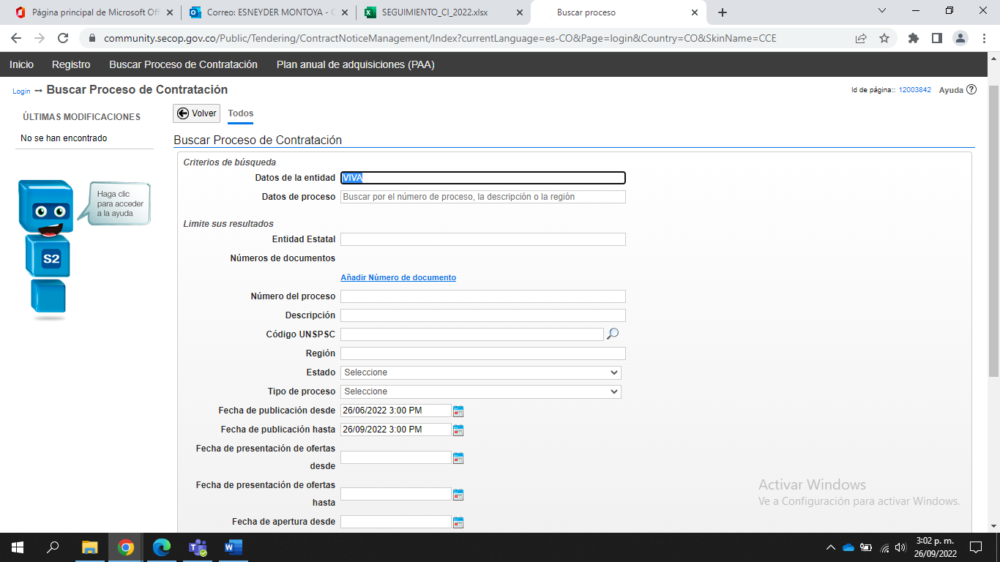 Página principal de Microsoft Off
Correo: ESNEYDER MONTOYA - O
SEGUIMIENTO_CI_2022.xlsx
Buscar proceso
community.secop.gov.co/Public/Tendering/ContractNoticeManagement/Index?currentLanguage=es-CO&Page=login&Country=CO&SkinName=CCE
Inicio Registro Buscar Proceso de Contratación Plan anual de adquisiciones (PAA)
Login → Buscar Proceso de Contratación
Id de página:: 12003842 Ayuda ?
ÚLTIMAS MODIFICACIONES
No se han encontrado
Haga clic
para acceder
a la ayuda
S2
Volver Todos
Buscar Proceso de Contratación
Criterios de búsqueda
Datos de la entidad VIVA
Datos de proceso Buscar por el número de proceso, la descripción o la región
Limite sus resultados
Entidad Estatal
Números de documentos
Añadir Número de documento
Número del proceso
Descripción
Código UNSPSC
Región
Estado Seleccione
Tipo de proceso Seleccione
Fecha de publicación desde 26/06/2022 3:00 PM
Fecha de publicación hasta 26/09/2022 3:00 PM
Fecha de presentación de ofertas
desde
Fecha de presentación de ofertas
hasta
Fecha de apertura desde
Activar Windows
Ve a Configuración para activar Windows.
3:02 p. m.
26/09/2022